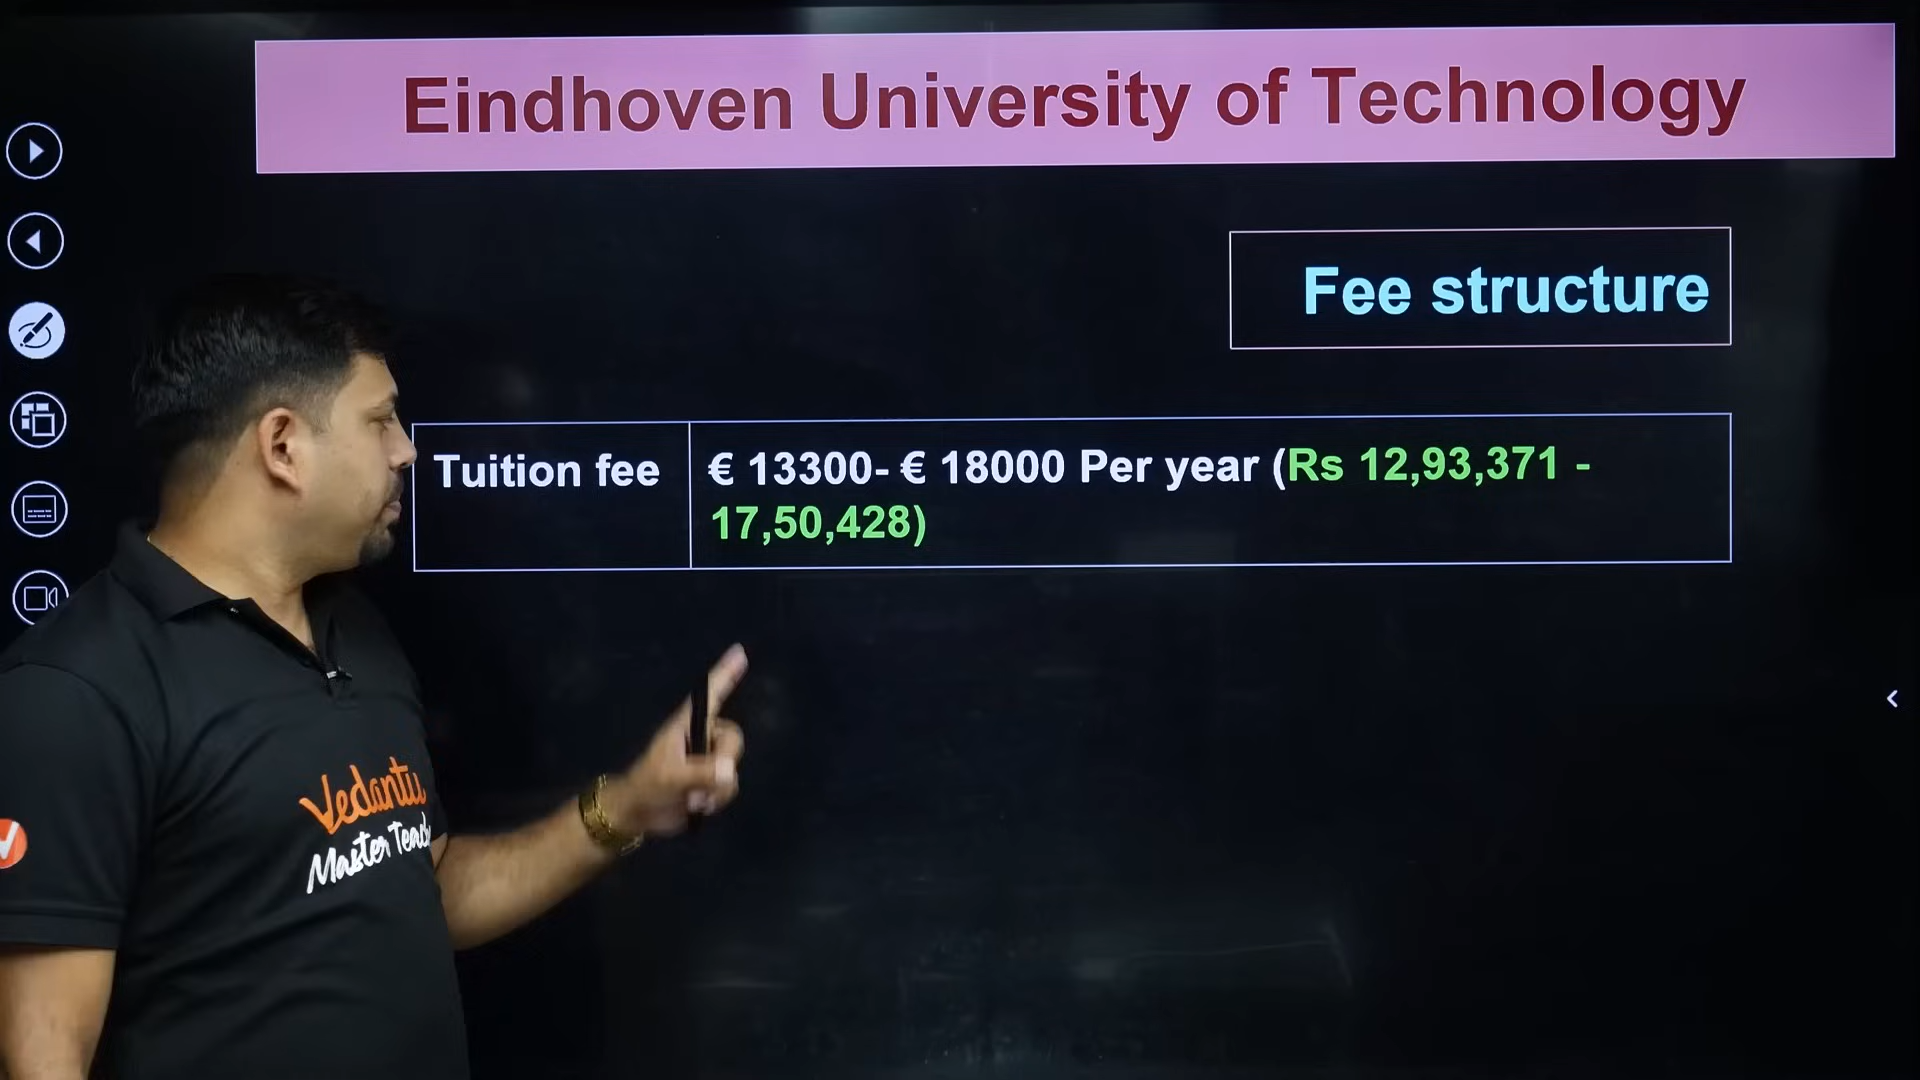 Eindhoven University of Technology
Fee structure
Tuition fee
€ 13300- € 18000 Per year (Rs 12,93,371 -
17,50,428)
Vedantu
Master